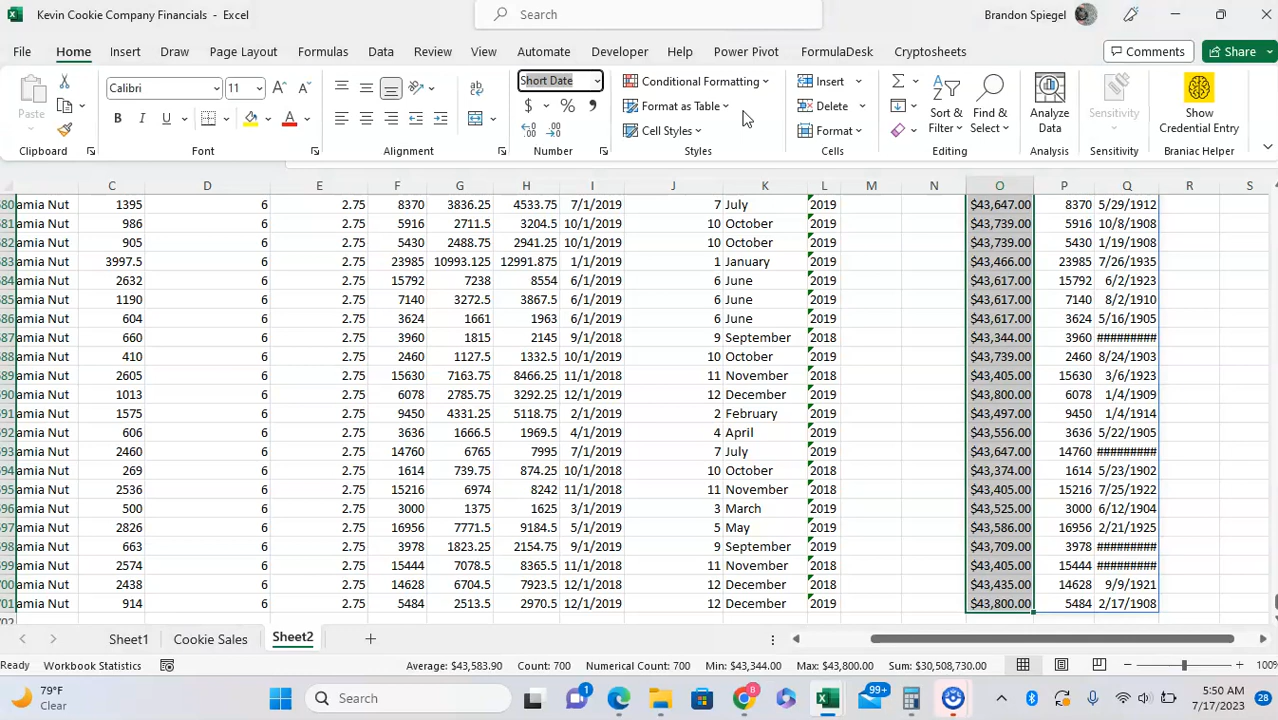 Kevin Cookie Company Financials - Excel
Search
Brandon Spiegel
File Home Insert Draw Page Layout Formulas Data Review View Automate Developer Help Power Pivot FormulaDesk Cryptosheets
Comments Share
Paste
Clipboard
Calibri 11
B I U A
Font
ab
Alignment
Short Date
$ % 9
Number
Conditional Formatting
Format as Table
Cell Styles
Styles
Insert
Delete
Format
Cells
Sort &
Filter
Find &
Select
Editing
Analyze
Data
Analysis
Sensitivity
Sensitivity
Show
Credential Entry
Braniac Helper
C D E F G H I J K L M N O P Q R S
580 amia Nut 1395 6 2.75 8370 3836.25 4533.75 7/1/2019 7 July 2019 $43,647.00 8370 5/29/1912
581 amia Nut 986 6 2.75 5916 2711.5 3204.5 10/1/2019 10 October 2019 $43,739.00 5916 10/8/1908
582 amia Nut 905 6 2.75 5430 2488.75 2941.25 10/1/2019 10 October 2019 $43,739.00 5430 1/19/1908
583 amia Nut 3997.5 6 2.75 23985 10993.125 12991.875 1/1/2019 1 January 2019 $43,466.00 23985 7/26/1935
584 amia Nut 2632 6 2.75 15792 7238 8554 6/1/2019 6 June 2019 $43,617.00 15792 6/2/1923
585 amia Nut 1190 6 2.75 7140 3272.5 3867.5 6/1/2019 6 June 2019 $43,617.00 7140 8/2/1910
586 amia Nut 604 6 2.75 3624 1661 1963 6/1/2019 6 June 2019 $43,617.00 3624 5/16/1905
587 amia Nut 660 6 2.75 3960 1815 2145 9/1/2018 9 September 2018 $43,344.00 3960 #########
588 amia Nut 410 6 2.75 2460 1127.5 1332.5 10/1/2019 10 October 2019 $43,739.00 2460 8/24/1903
589 amia Nut 2605 6 2.75 15630 7163.75 8466.25 11/1/2018 11 November 2018 $43,405.00 15630 3/6/1923
590 amia Nut 1013 6 2.75 6078 2785.75 3292.25 12/1/2019 12 December 2019 $43,800.00 6078 1/4/1909
591 amia Nut 1575 6 2.75 9450 4331.25 5118.75 2/1/2019 2 February 2019 $43,497.00 9450 1/4/1914
592 amia Nut 606 6 2.75 3636 1666.5 1969.5 4/1/2019 4 April 2019 $43,556.00 3636 5/22/1905
593 amia Nut 2460 6 2.75 14760 6765 7995 7/1/2019 7 July 2019 $43,647.00 14760 #########
594 amia Nut 269 6 2.75 1614 739.75 874.25 10/1/2018 10 October 2018 $43,374.00 1614 5/23/1902
595 amia Nut 2536 6 2.75 15216 6974 8242 11/1/2018 11 November 2018 $43,405.00 15216 7/25/1922
596 amia Nut 500 6 2.75 3000 1375 1625 3/1/2019 3 March 2019 $43,525.00 3000 6/12/1904
597 amia Nut 2826 6 2.75 16956 7771.5 9184.5 5/1/2019 5 May 2019 $43,586.00 16956 2/21/1925
598 amia Nut 663 6 2.75 3978 1823.25 2154.75 9/1/2019 9 September 2019 $43,709.00 3978 #########
599 amia Nut 2574 6 2.75 15444 7078.5 8365.5 11/1/2018 11 November 2018 $43,405.00 15444 #########
700 amia Nut 2438 6 2.75 14628 6704.5 7923.5 12/1/2018 12 December 2018 $43,435.00 14628 9/9/1921
701 amia Nut 914 6 2.75 5484 2513.5 2970.5 12/1/2019 12 December 2019 $43,800.00 5484 2/17/1908
702
Sheet1 Cookie Sales Sheet2
Ready Workbook Statistics Average: $43,583.90 Count: 700 Numerical Count: 700 Min: $43,344.00 Max: $43,800.00 Sum: $30,508,730.00 100%
79°F
Clear
Search
1
8
99+
5:50 AM
7/17/2023
28